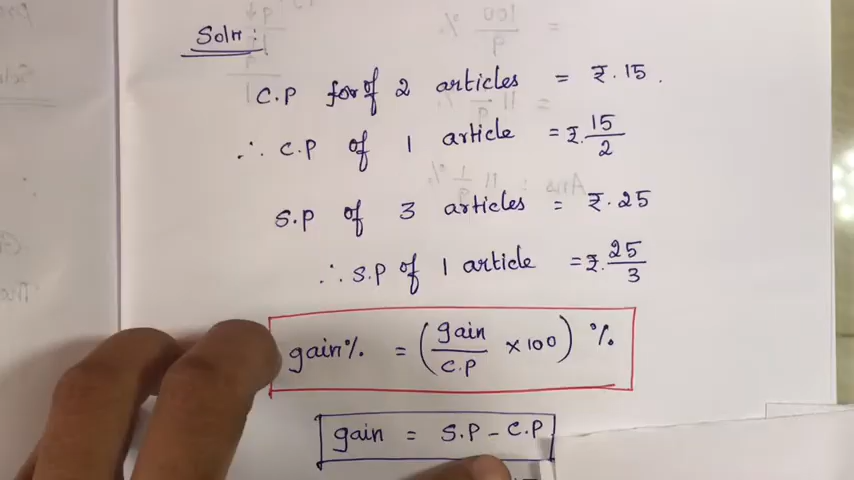 Soln:
C.P for of 2 articles = ₹.15.
∴ C.P of 1 article = ₹.15/2
S.P of 3 articles = ₹.25
∴ S.P of 1 article = ₹.25/3
gain% = (gain/C.P × 100) %
gain = S.P - C.P